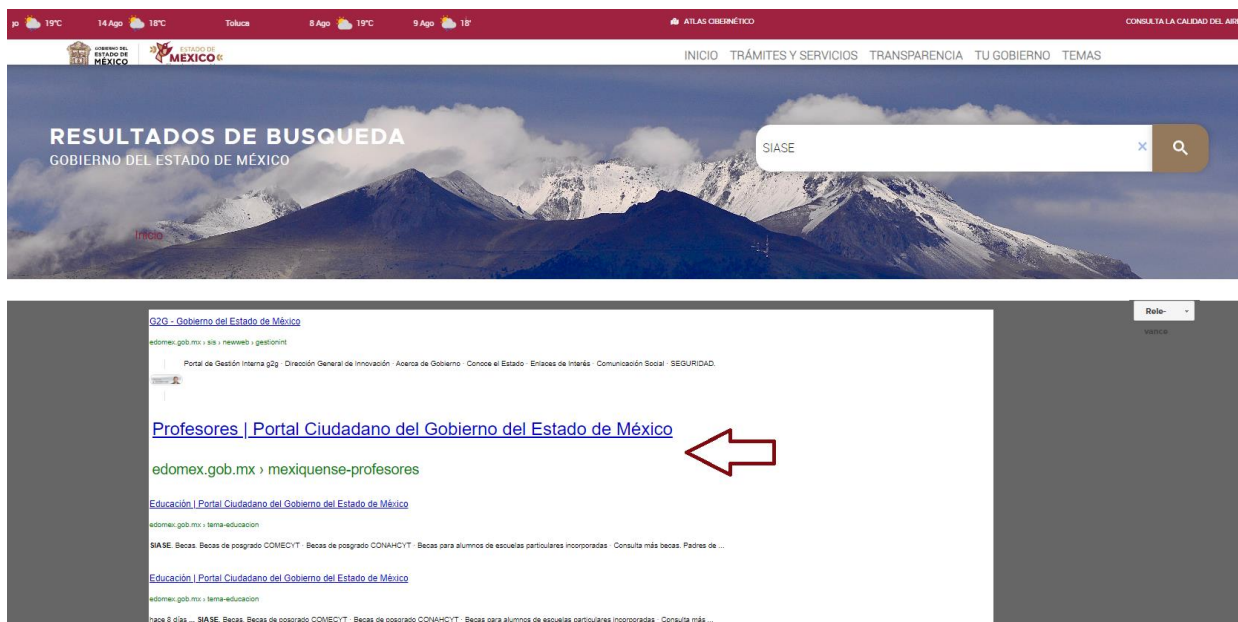 19°C 14 Ago 18°C Toluca 8 Ago 19°C 9 Ago 18° ATLAS CIBERNÉTICO CONSULTA LA CALIDAD DEL AIRE
GOBIERNO DEL
ESTADO DE
MÉXICO
ESTADO DE
MÉXICO
INICIO TRÁMITES Y SERVICIOS TRANSPARENCIA TU GOBIERNO TEMAS
RESULTADOS DE BUSQUEDA
GOBIERNO DEL ESTADO DE MÉXICO
SIASE
Inicio
Rele-
vance
G2G - Gobierno del Estado de México
edomex.gob.mx › sis › newweb › gestionint
Portal de Gestión Interna g2g · Dirección General de Innovación · Acerca de Gobierno · Conoce el Estado · Enlaces de Interés · Comunicación Social · SEGURIDAD,
Profesores | Portal Ciudadano del Gobierno del Estado de México
edomex.gob.mx › mexiquense-profesores
Educación | Portal Ciudadano del Gobierno del Estado de México
edomex.gob.mx › tema-educacion
SIASE. Becas. Becas de posgrado COMECYT · Becas de posgrado CONAHCYT · Becas para alumnos de escuelas particulares incorporadas · Consulta más becas. Padres de ...
Educación | Portal Ciudadano del Gobierno del Estado de México
edomex.gob.mx › tema-educacion
hace 8 días ... SIASE. Becas. Becas de posgrado COMECYT · Becas de posgrado CONAHCYT · Becas para alumnos de escuelas particulares incorporadas · Consulta más ...